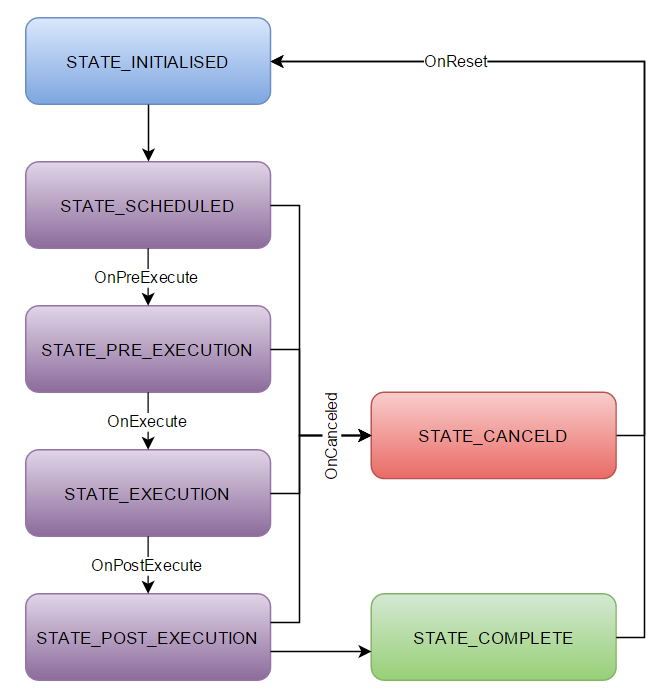 STATE_INITIALISED
OnReset
STATE_SCHEDULED
OnPreExecute
STATE_PRE_EXECUTION
OnExecute
OnCanceled
STATE_CANCELD
STATE_EXECUTION
OnPostExecute
STATE_POST_EXECUTION
STATE_COMPLETE